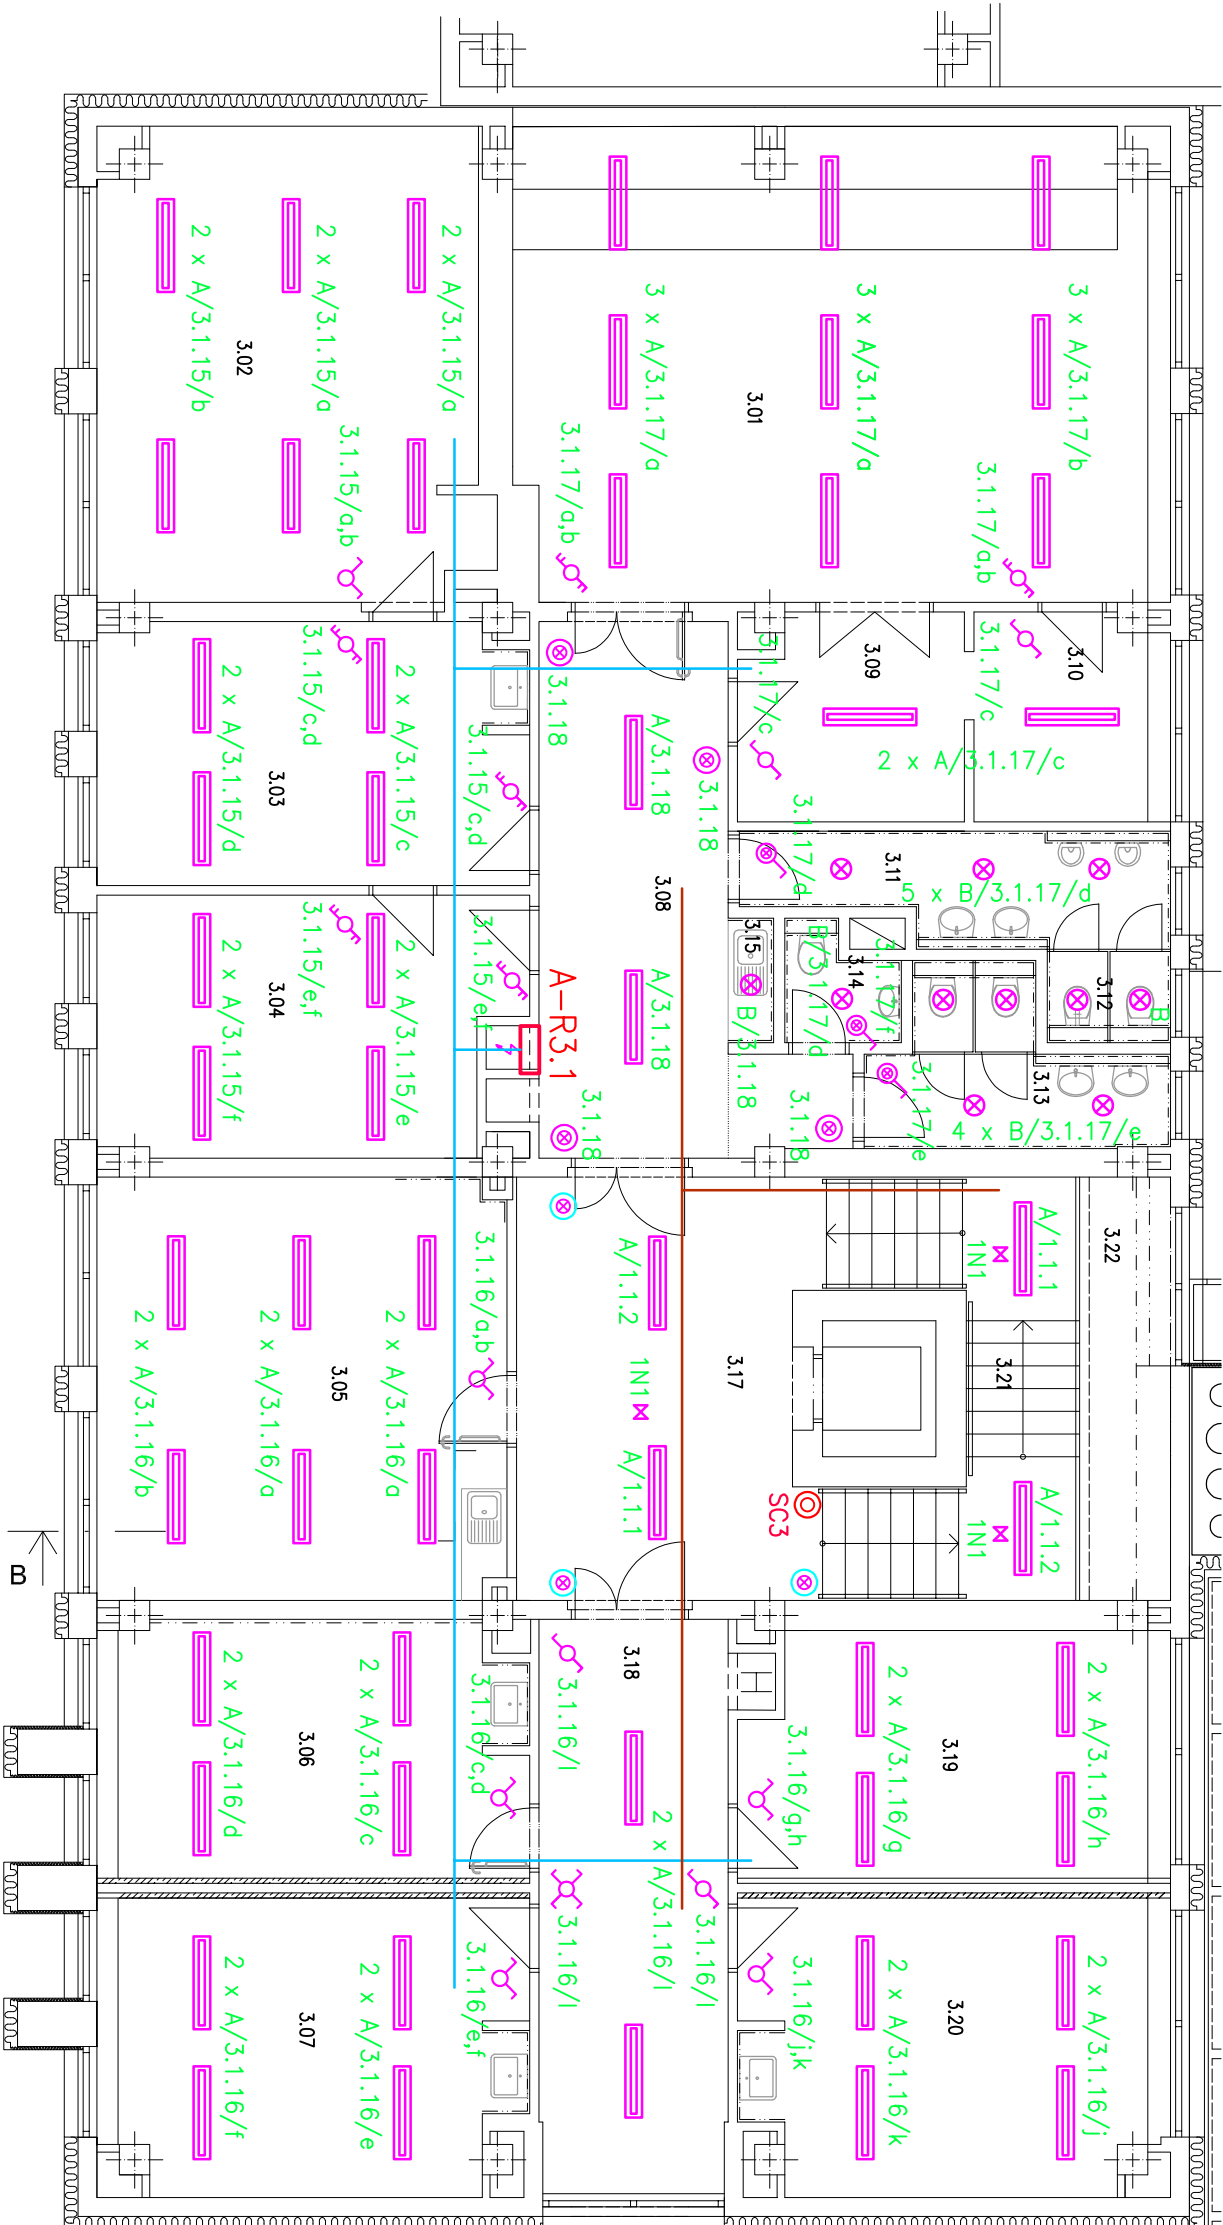 2 x A/3.1.15/b
2 x A/3.1.15/a
2 x A/3.1.15/a
3.02
3.1.15/a,b
3 x A/3.1.17/a
3 x A/3.1.17/a
3 x A/3.1.17/b
3.01
3.1.17/a,b
3.1.17/a,b
3.1.15/c,d
2 x A/3.1.15/d
2 x A/3.1.15/c
3.03
3.1.15/c,d
3.1.18
A/3.1.18
3.1.18
3.1.17/c
3.09
3.1.17/c
3.10
2 x A/3.1.17/c
3.1.17/d
3.11
5 x B/3.1.17/d
3.08
3.1.15/e,f
2 x A/3.1.15/f
2 x A/3.1.15/e
3.04
3.1.15/e,f
A-R3.1
A/3.1.18
3.15
B/3.1.18
B/3.1.17/d
3.14
3.1.17/f
3.12
B
3.13
3.1.17/e
4 x B/3.1.17/e
3.1.18
3.1.18
3.1.16/a,b
2 x A/3.1.16/b
2 x A/3.1.16/a
2 x A/3.1.16/a
3.05
A/1.1.2
1N1
A/1.1.1
3.17
A/1.1.1
1N1
3.22
3.21
SC3
A/1.1.2
1N1
B
2 x A/3.1.16/d
2 x A/3.1.16/c
3.06
3.1.16/c,d
3.1.16/l
3.18
3.1.16/g,h
2 x A/3.1.16/g
2 x A/3.1.16/h
3.19
2 x A/3.1.16/l
3.1.16/l
3.1.16/l
3.1.16/e,f
2 x A/3.1.16/f
2 x A/3.1.16/e
3.07
3.1.16/j,k
2 x A/3.1.16/k
2 x A/3.1.16/j
3.20